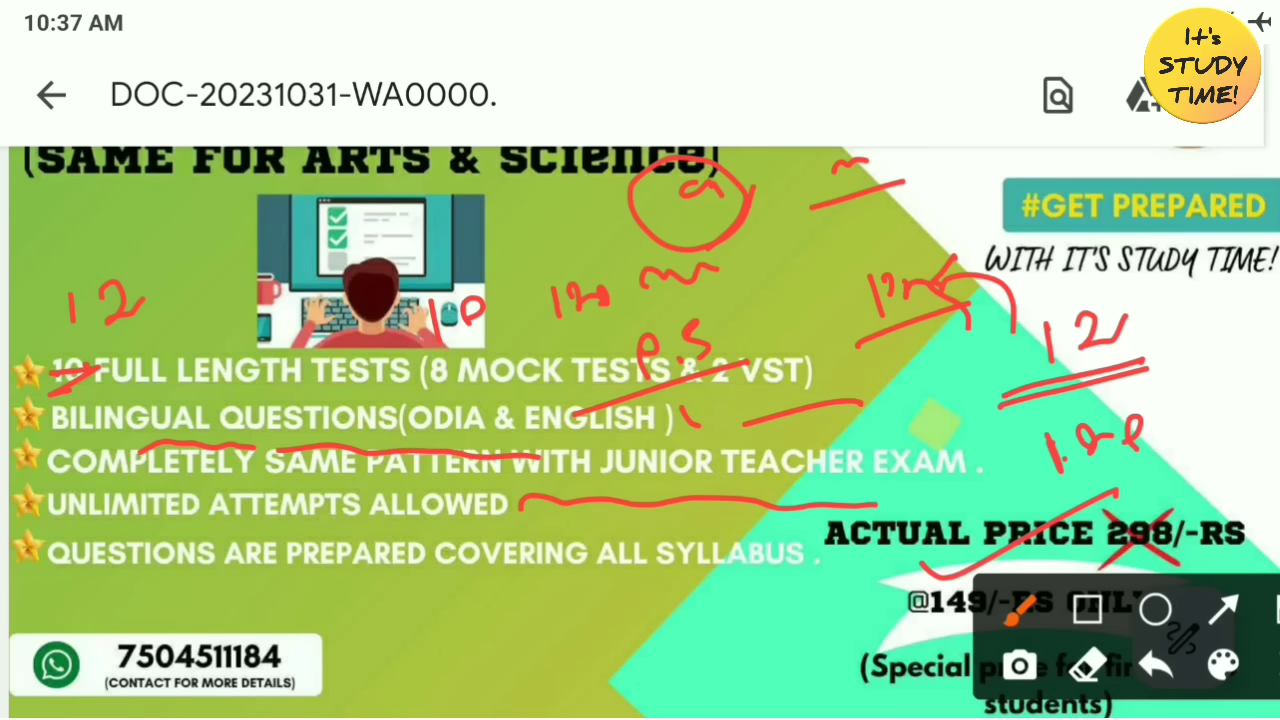 10:37 AM
It's
STUDY
TIME!
DOC-20231031-WA0000.
(SAME FOR ARTS & SCIENCE)
#GET PREPARED
WITH IT'S STUDY TIME!
12
10
P.S
12
10 FULL LENGTH TESTS (8 MOCK TESTS & 2 VST)
BILINGUAL QUESTIONS(ODIA & ENGLISH )
COMPLETELY SAME PATTERN WITH JUNIOR TEACHER EXAM .
UNLIMITED ATTEMPTS ALLOWED
QUESTIONS ARE PREPARED COVERING ALL SYLLABUS .
ACTUAL PRICE 298/-RS
@149/-RS ONLY
(Special price for
students)
7504511184
(CONTACT FOR MORE DETAILS)